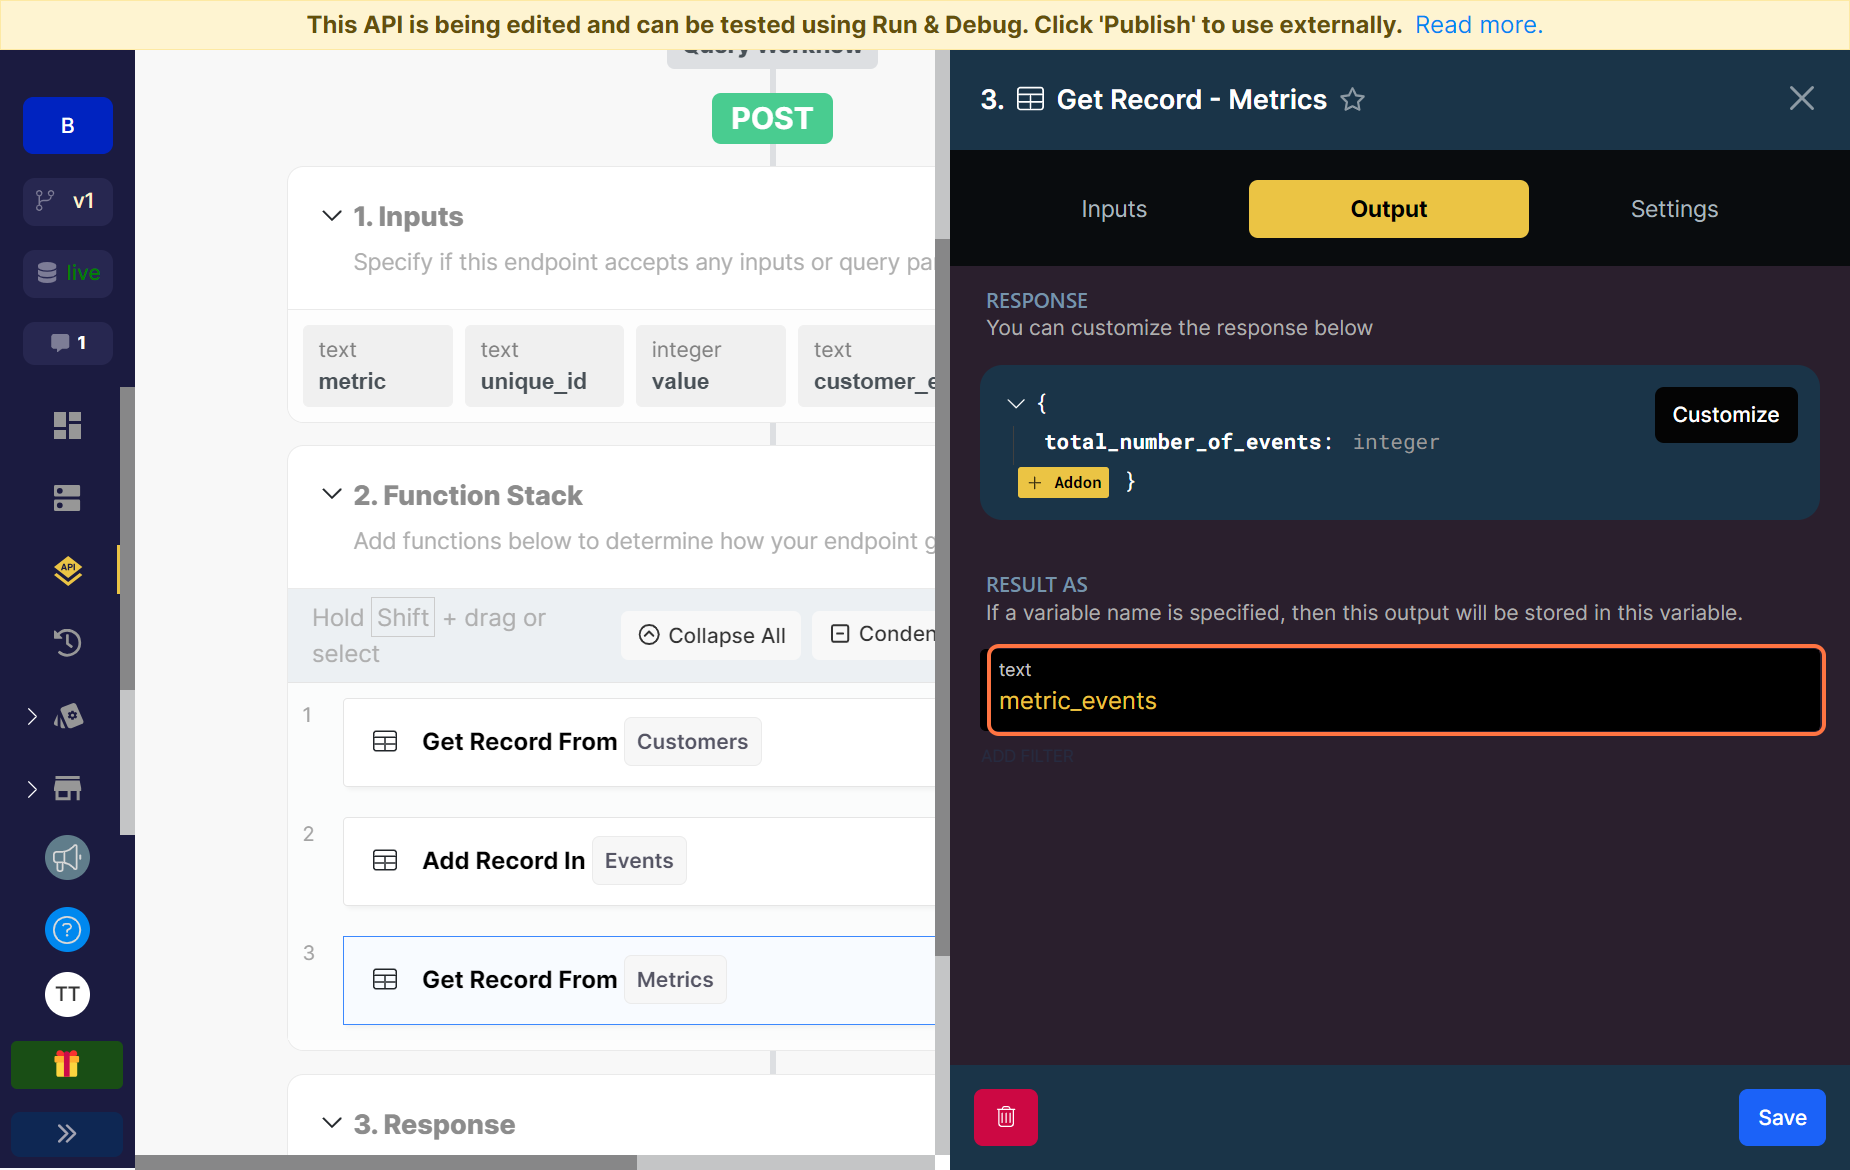 This API is being edited and can be tested using Run & Debug. Click 'Publish' to use externally. Read more.
B
v1
live
1
API
?
TT
Query Workflow
POST
1. Inputs
Specify if this endpoint accepts any inputs or query pa
text
metric
text
unique_id
integer
value
text
customer_e
2. Function Stack
Add functions below to determine how your endpoint g
Hold Shift + drag or
select
Collapse All
Conden
1
Get Record From Customers
2
Add Record In Events
3
Get Record From Metrics
3. Response
3. Get Record - Metrics
Inputs
Output
Settings
RESPONSE
You can customize the response below
{
Customize
total_number_of_events: integer
+ Addon }
RESULT AS
If a variable name is specified, then this output will be stored in this variable.
text
metric_events
ADD FILTER
Save